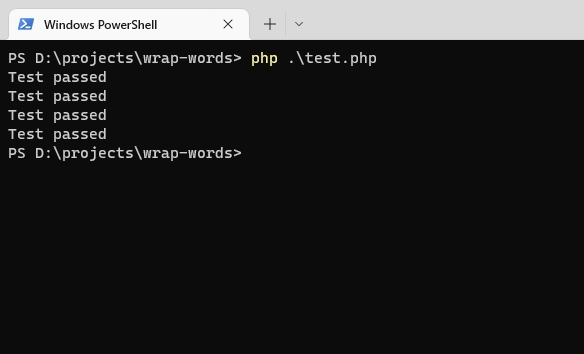 Windows PowerShell
PS D:\projects\wrap-words> php .\test.php
Test passed
Test passed
Test passed
Test passed
PS D:\projects\wrap-words>